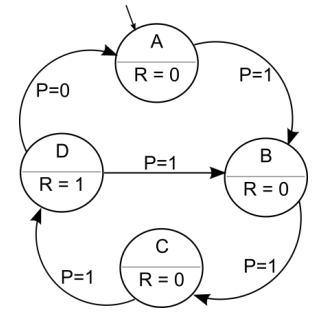 A
R = 0
P=1
P=0
D
R = 1
P=1
B
R = 0
C
R = 0
P=1
P=1